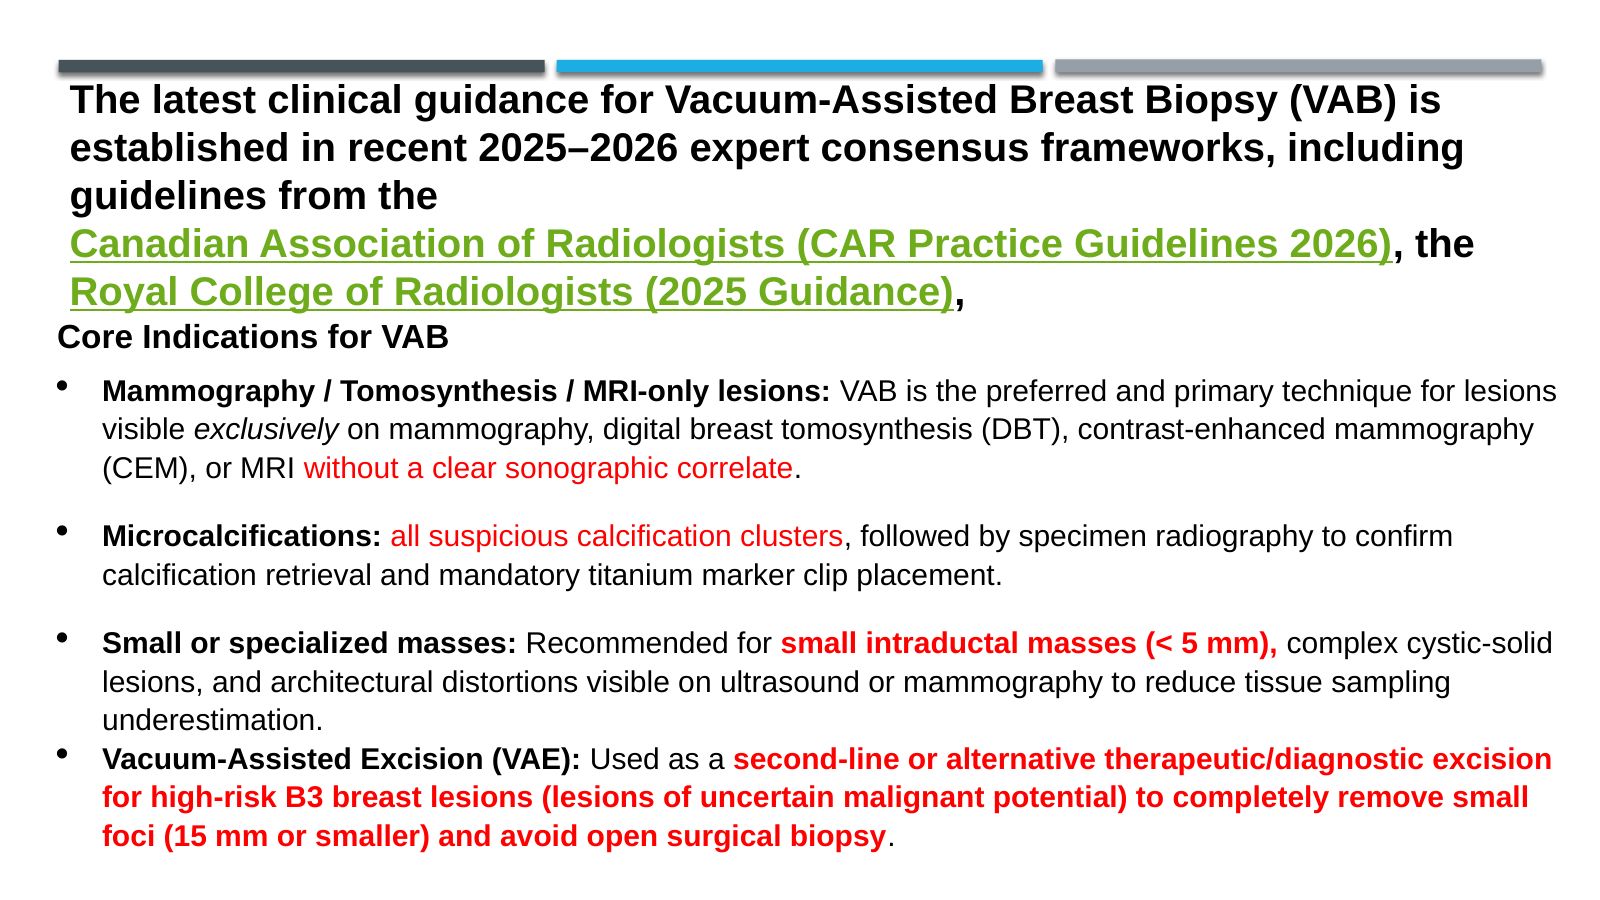 The latest clinical guidance for Vacuum-Assisted Breast Biopsy (VAB) is
established in recent 2025–2026 expert consensus frameworks, including
guidelines from the
Canadian Association of Radiologists (CAR Practice Guidelines 2026), the
Royal College of Radiologists (2025 Guidance),
Core Indications for VAB
• Mammography / Tomosynthesis / MRI-only lesions: VAB is the preferred and primary technique for lesions
visible exclusively on mammography, digital breast tomosynthesis (DBT), contrast-enhanced mammography
(CEM), or MRI without a clear sonographic correlate.
• Microcalcifications: all suspicious calcification clusters, followed by specimen radiography to confirm
calcification retrieval and mandatory titanium marker clip placement.
• Small or specialized masses: Recommended for small intraductal masses (< 5 mm), complex cystic-solid
lesions, and architectural distortions visible on ultrasound or mammography to reduce tissue sampling
underestimation.
• Vacuum-Assisted Excision (VAE): Used as a second-line or alternative therapeutic/diagnostic excision
for high-risk B3 breast lesions (lesions of uncertain malignant potential) to completely remove small
foci (15 mm or smaller) and avoid open surgical biopsy.